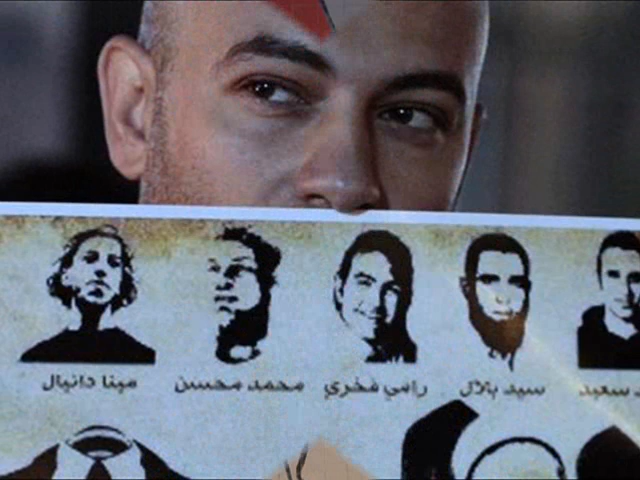 مينا دانيال محمد محسن رامي فخري سيد بلال سعيد